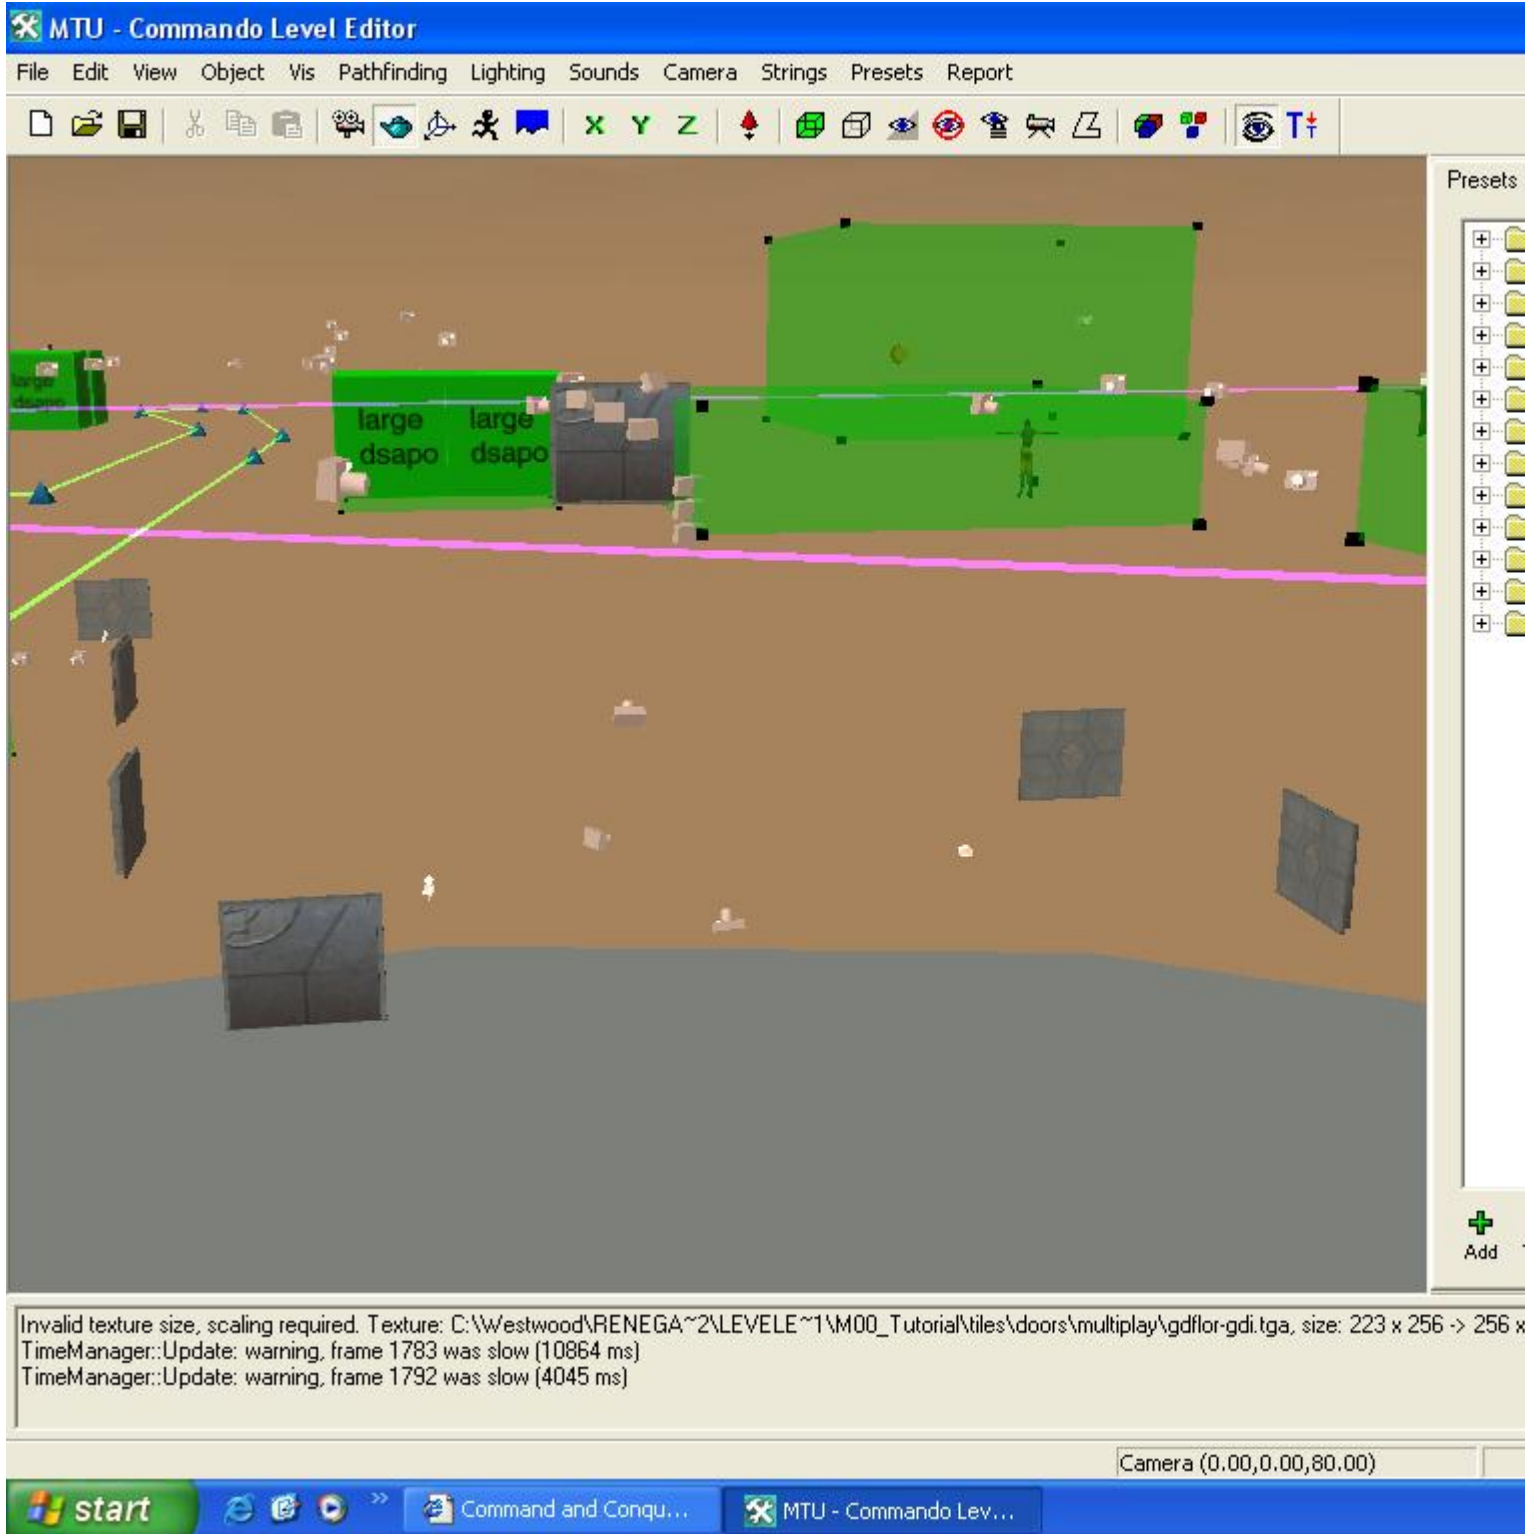 MTU - Commando Level Editor
File Edit View Object Vis Pathfinding Lighting Sounds Camera Strings Presets Report
X Y Z T
Presets
large
dsapo
large large
dsapo dsapo
Add
Invalid texture size, scaling required. Texture: C:\Westwood\RENEGA~2\LEVELE~1\M00_Tutorial\tiles\doors\multiplay\gdflor-gdi.tga, size: 223 x 256 -> 256 x
TimeManager::Update: warning, frame 1783 was slow (10864 ms)
TimeManager::Update: warning, frame 1792 was slow (4045 ms)
Camera (0.00,0.00,80.00)
start Command and Conqu... MTU - Commando Lev...